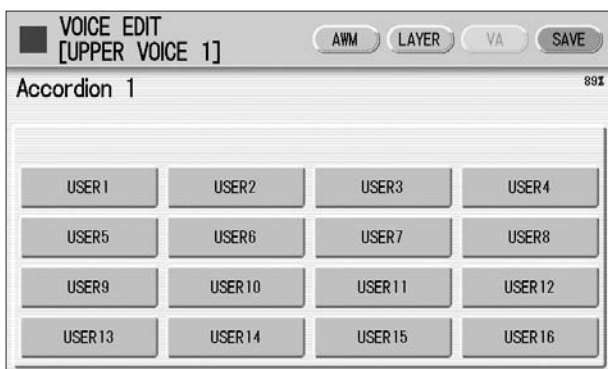 VOICE EDIT
[UPPER VOICE 1]
AWM LAYER VA SAVE
Accordion 1
89%
USER1 USER2 USER3 USER4
USER5 USER6 USER7 USER8
USER9 USER10 USER11 USER12
USER13 USER14 USER15 USER16